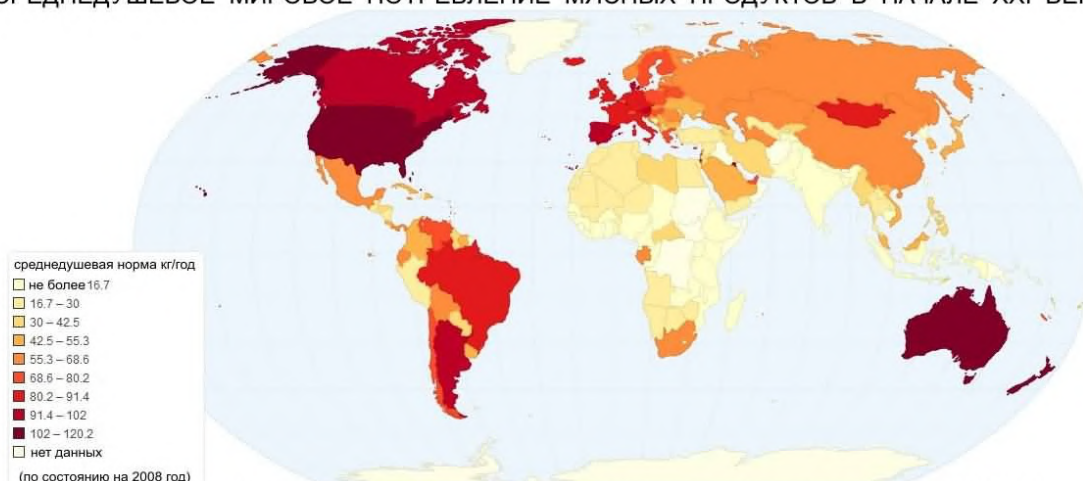 СРЕДНЕДУШЕВОЕ МИРОВОЕ ПОТРЕБЛЕНИЕ МЯСНЫХ ПРОДУКТОВ В НАЧАЛЕ XXI
среднедушевая норма кг/год
не более 16.7
16.7 – 30
30 – 42.5
42.5 – 55.3
55.3 – 68.6
68.6 – 80.2
80.2 – 91.4
91.4 – 102
102 – 120.2
нет данных
(по состоянию на 2008 год)